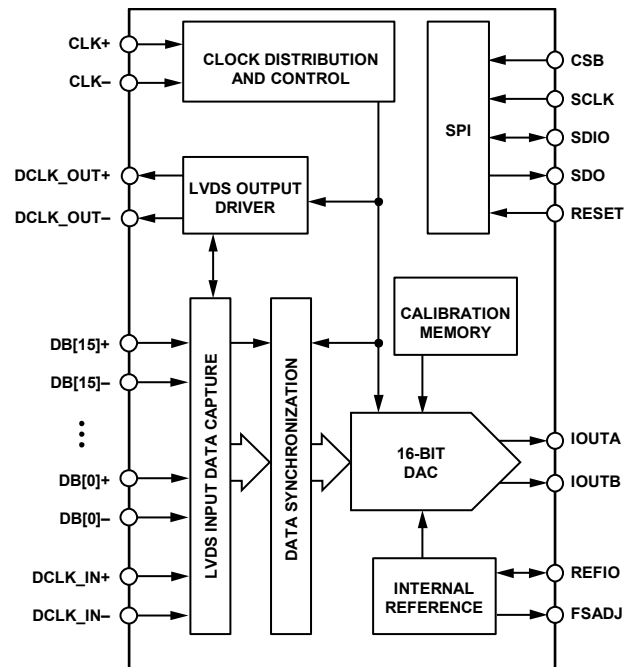 CLK+
CLK–
CLOCK DISTRIBUTION
AND CONTROL
SPI
CSB
SCLK
SDIO
SDO
RESET
DCLK_OUT+
DCLK_OUT–
LVDS OUTPUT
DRIVER
CALIBRATION
MEMORY
DB[15]+
DB[15]–
DB[0]+
DB[0]–
DCLK_IN+
DCLK_IN–
LVDS INPUT DATA CAPTURE
DATA SYNCHRONIZATION
16-BIT
DAC
IOUTA
IOUTB
INTERNAL
REFERENCE
REFIO
FSADJ